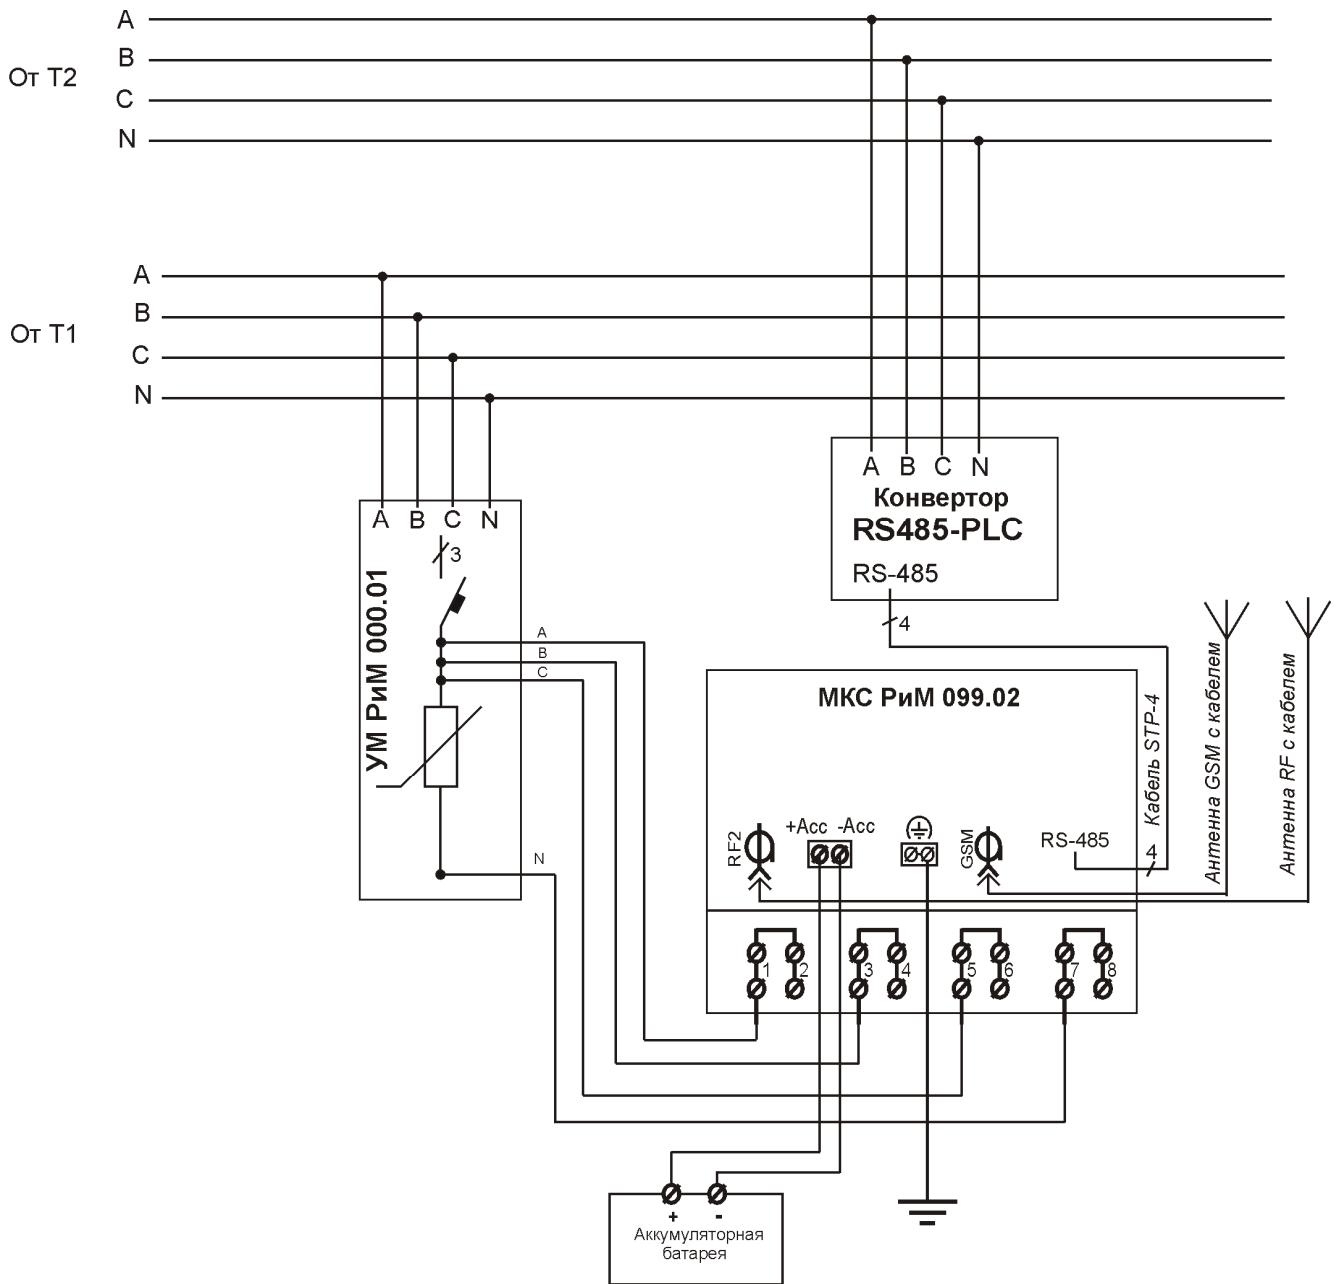 От Т2
A
B
C
N
От Т1
A
B
C
N
A B C N
Конвертор
RS485-PLC
RS-485
4
A B C N
3
УМ РиМ 000.01
A
B
C
N
МКС РиМ 099.02
Кабель STP-4
Антенна GSM с кабелем
Антенна RF с кабелем
RF2
+Acc -Acc
GSM
RS-485
4
1 2 3 4 5 6 7 8
+ -
Аккумуляторная
батарея